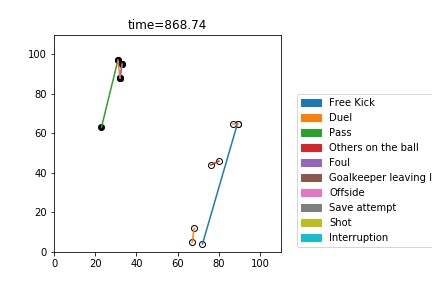 time=868.74
100
80
60
40
20
0
0 20 40 60 80 100
Free Kick
Duel
Pass
Others on the ball
Foul
Goalkeeper leaving l
Offside
Save attempt
Shot
Interruption